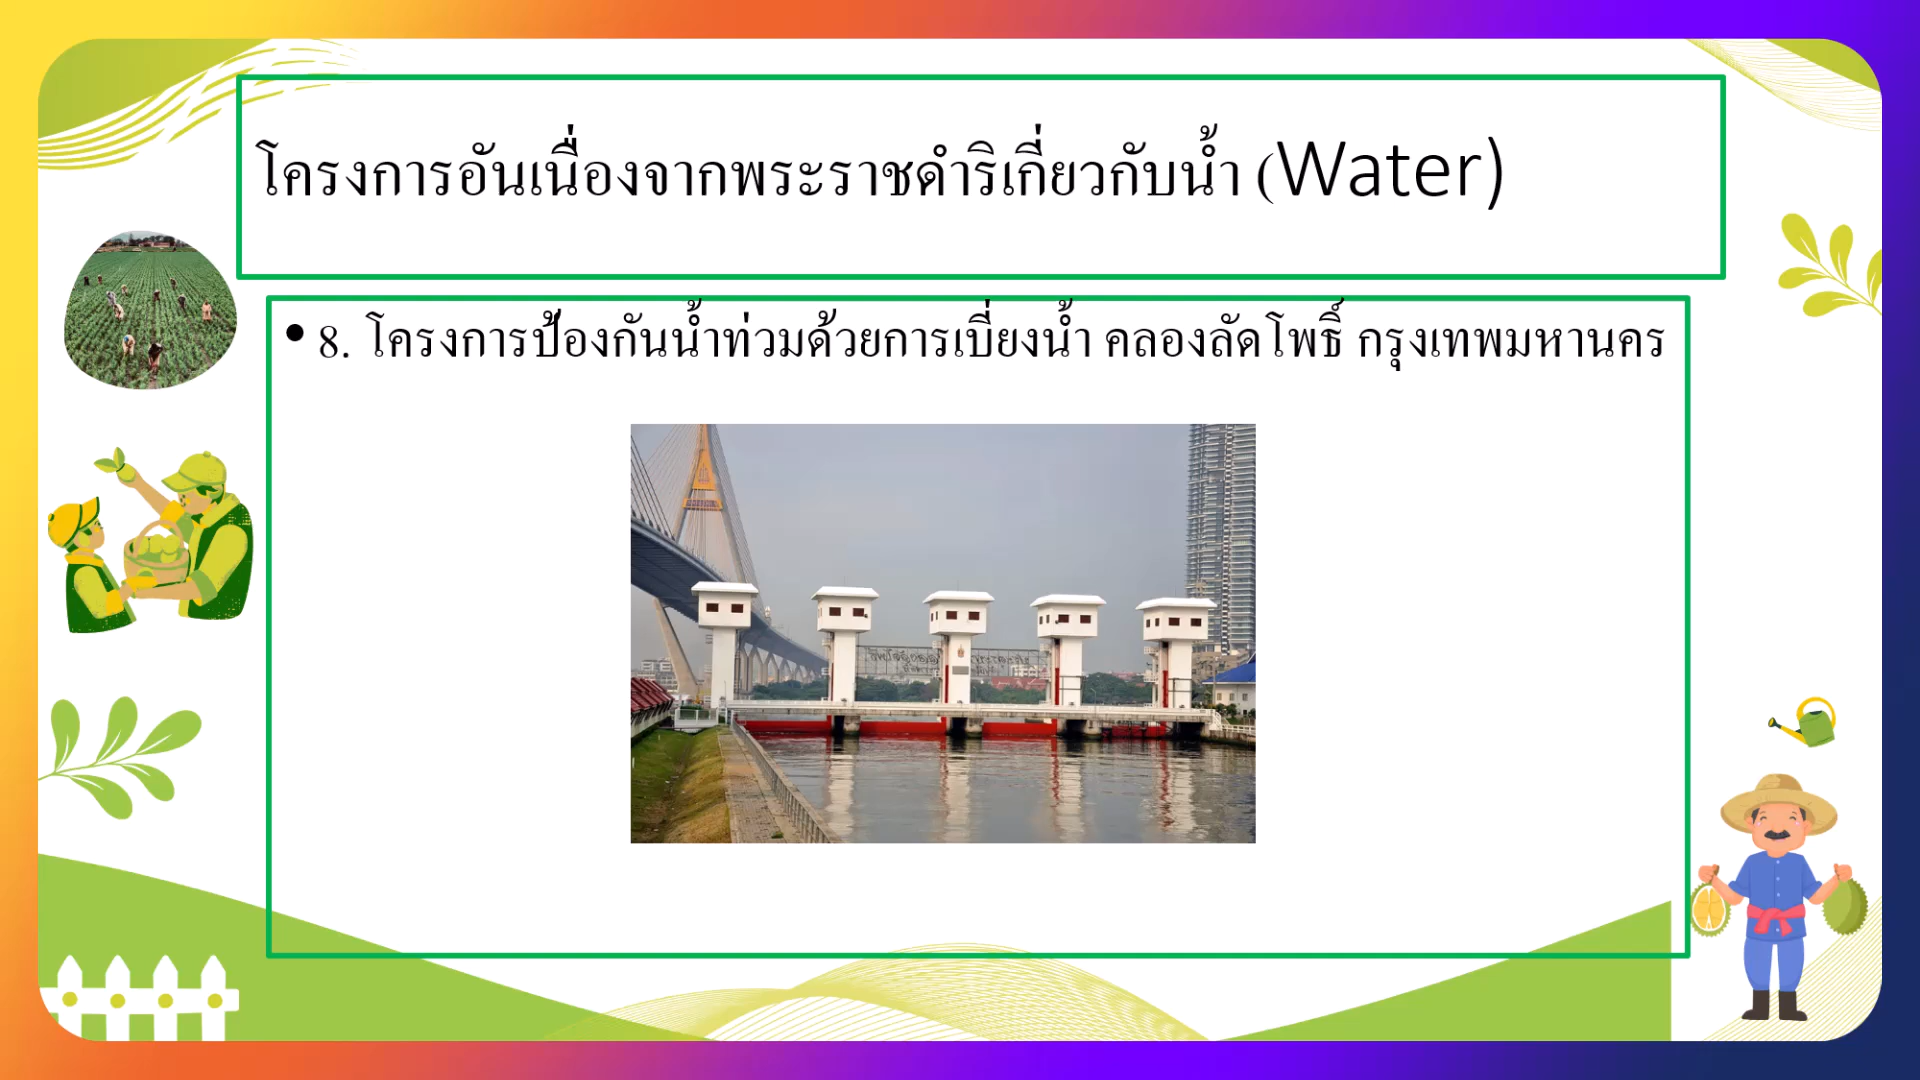 โครงการอันเนื่องจากพระราชดำริเกี่ยวกับน้ำ (Water)
• 8. โครงการป้องกันน้ำท่วมด้วยการเบี่ยงน้ำ คลองลัดโพธิ์ กรุงเทพมหานคร